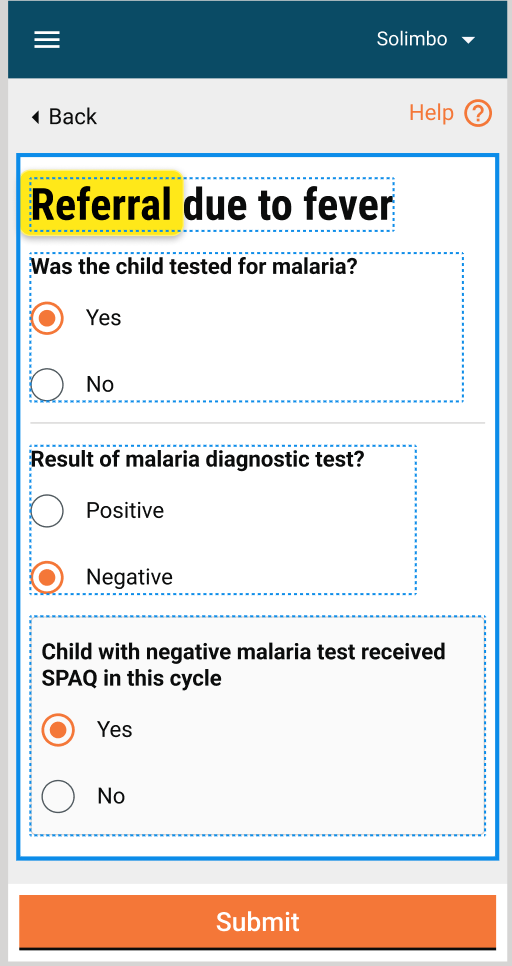 Solimbo
Back
Help ?
Referral due to fever
Was the child tested for malaria?
Yes
No
Result of malaria diagnostic test?
Positive
Negative
Child with negative malaria test received
SPAQ in this cycle
Yes
No
Submit